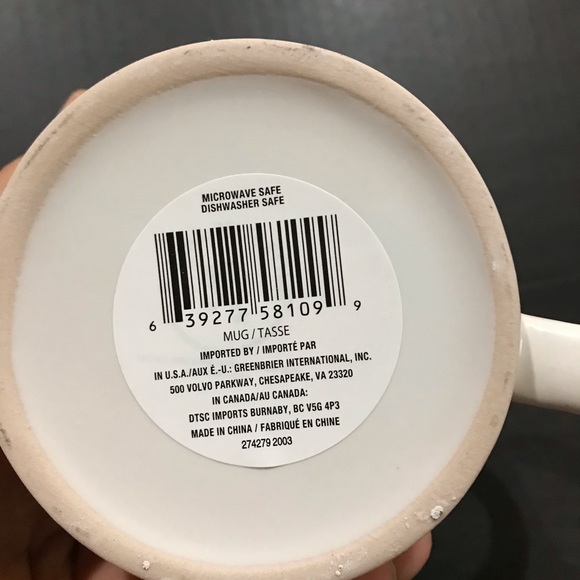 MICROWAVE SAFE
DISHWASHER SAFE
6 39277 58109 9
MUG / TASSE
IMPORTED BY / IMPORTÉ PAR
IN U.S.A./AUX É.-U.: GREENBRIER INTERNATIONAL, INC.
500 VOLVO PARKWAY, CHESAPEAKE, VA 23320
IN CANADA/AU CANADA:
DTSC IMPORTS BURNABY, BC V5G 4P3
MADE IN CHINA / FABRIQUÉ EN CHINE
274279 2003